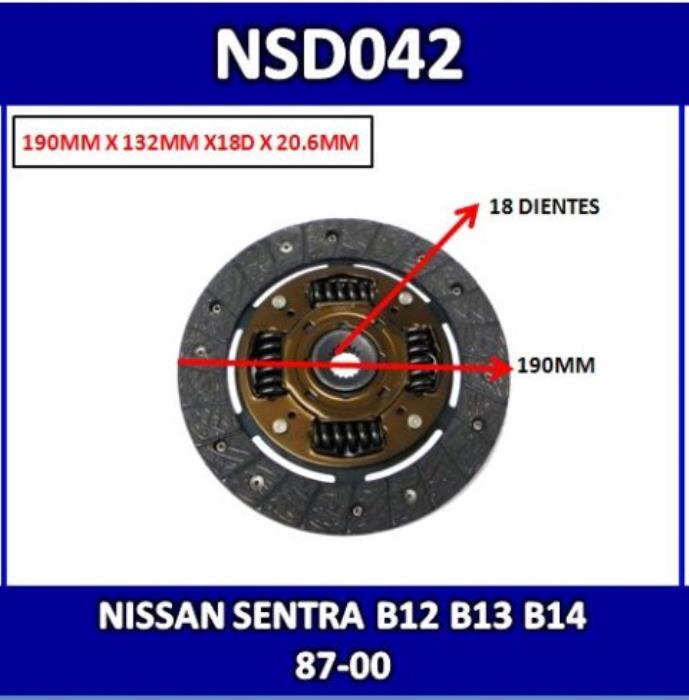 NSD042
190MM X 132MM X18D X 20.6MM
18 DIENTES
190MM
NISSAN SENTRA B12 B13 B14
87-00